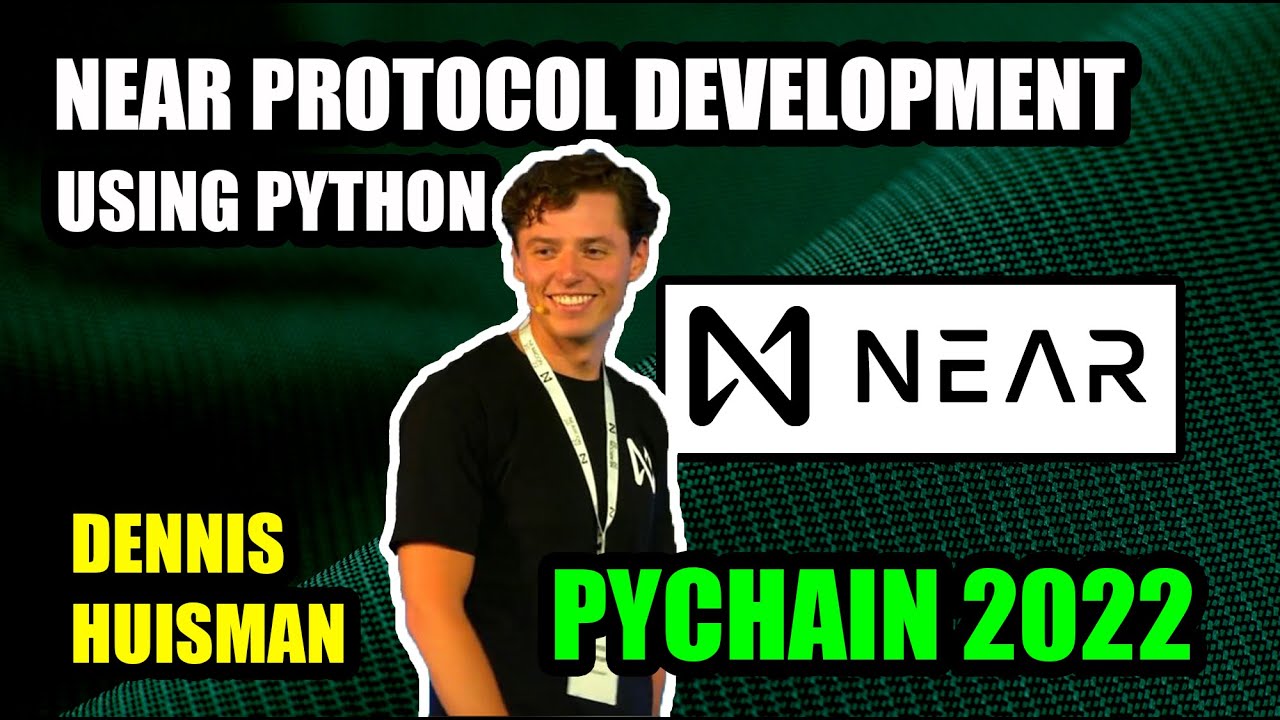 NEAR PROTOCOL DEVELOPMENT
USING PYTHON
NEAR
DENNIS
HUISMAN
PYCHAIN 2022